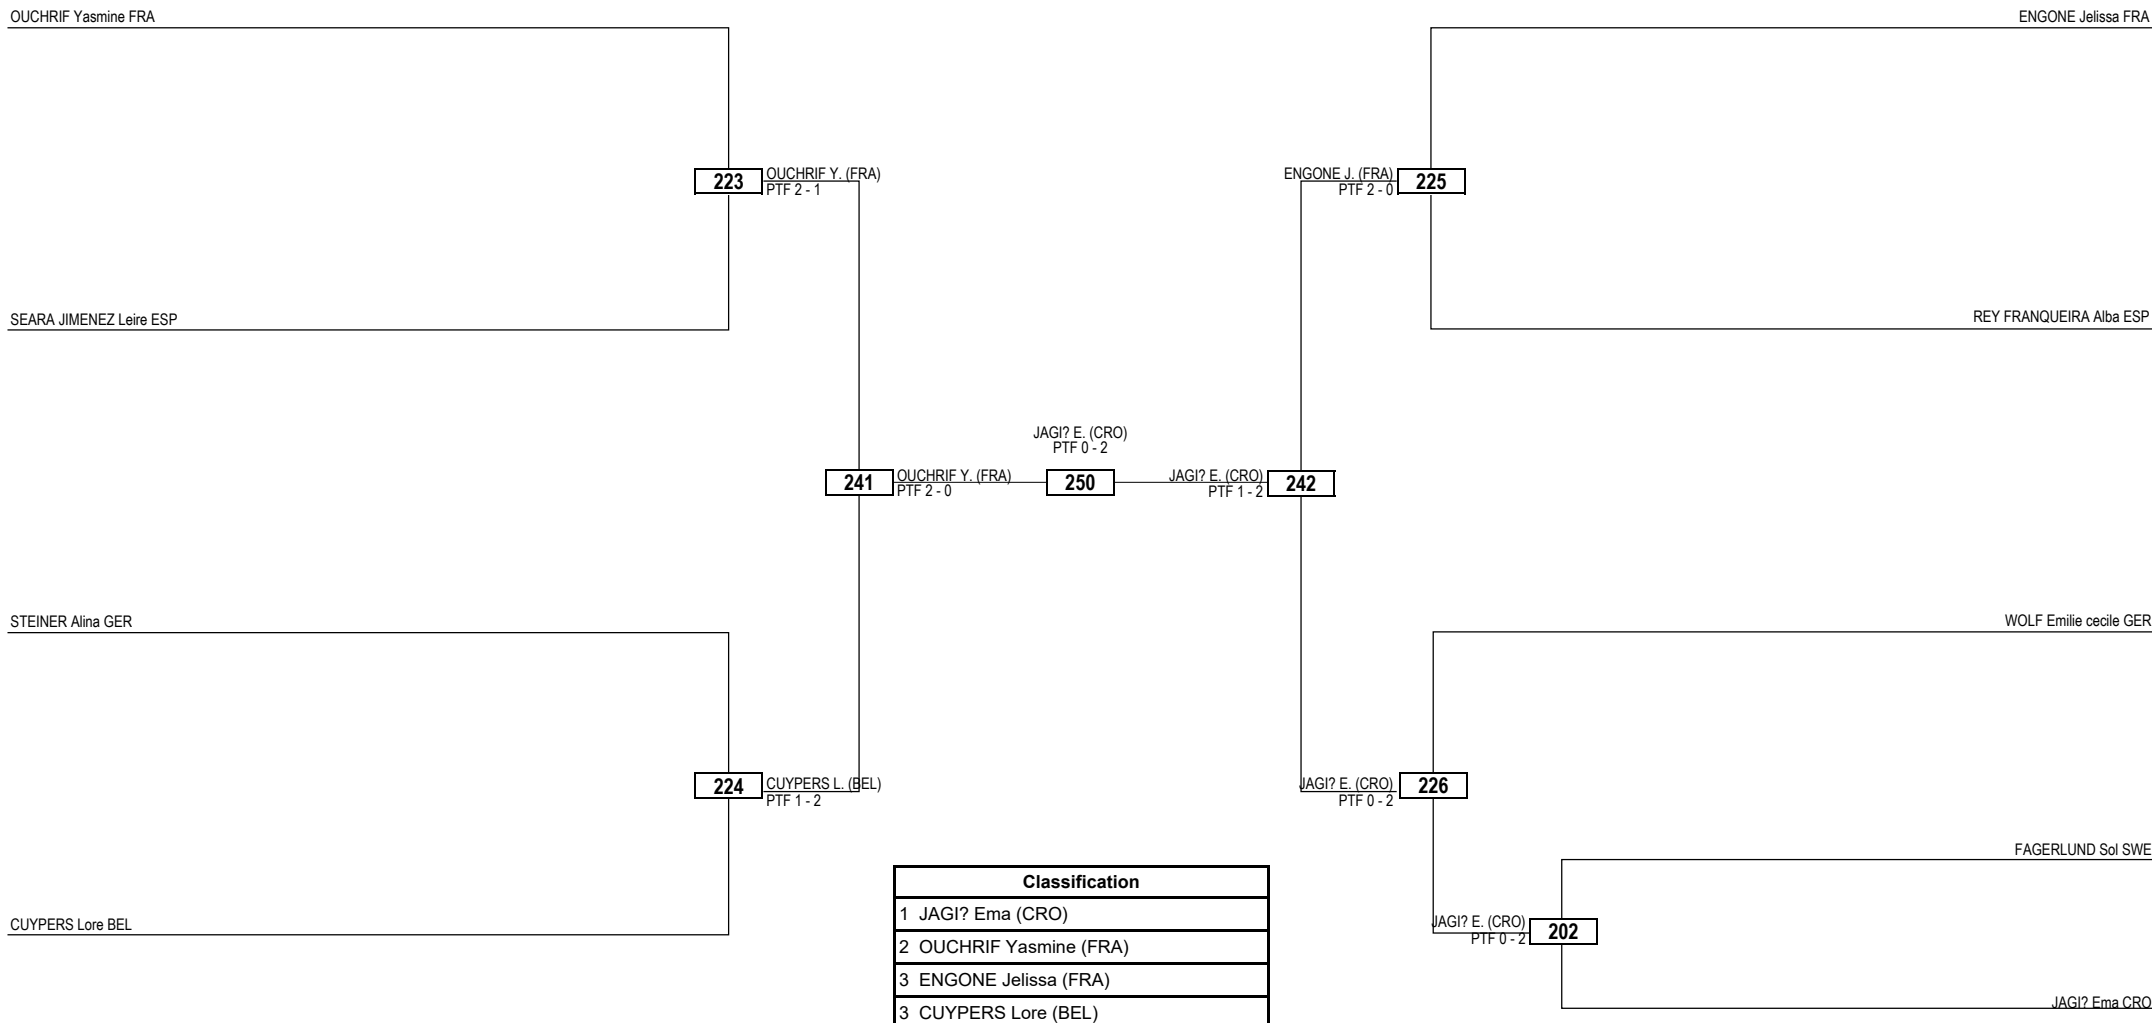 OUCHRIF Yasmine FRA
ENGONE Jelissa FRA
223
OUCHRIF Y. (FRA)
PTF 2 - 1
ENGONE J. (FRA)
PTF 2 - 0
225
SEARA JIMENEZ Leire ESP
REY FRANQUEIRA Alba ESP
JAGI? E. (CRO)
PTF 0 - 2
241
OUCHRIF Y. (FRA)
PTF 2 - 0
250
JAGI? E. (CRO)
PTF 1 - 2
242
STEINER Alina GER
WOLF Emilie cecile GER
224
CUYPERS L. (BEL)
PTF 1 - 2
JAGI? E. (CRO)
PTF 0 - 2
226
FAGERLUND Sol SWE
CUYPERS Lore BEL
JAGI? E. (CRO)
PTF 0 - 2
202
JAGI? Ema CRO
Classification
1 JAGI? Ema (CRO)
2 OUCHRIF Yasmine (FRA)
3 ENGONE Jelissa (FRA)
3 CUYPERS Lore (BEL)